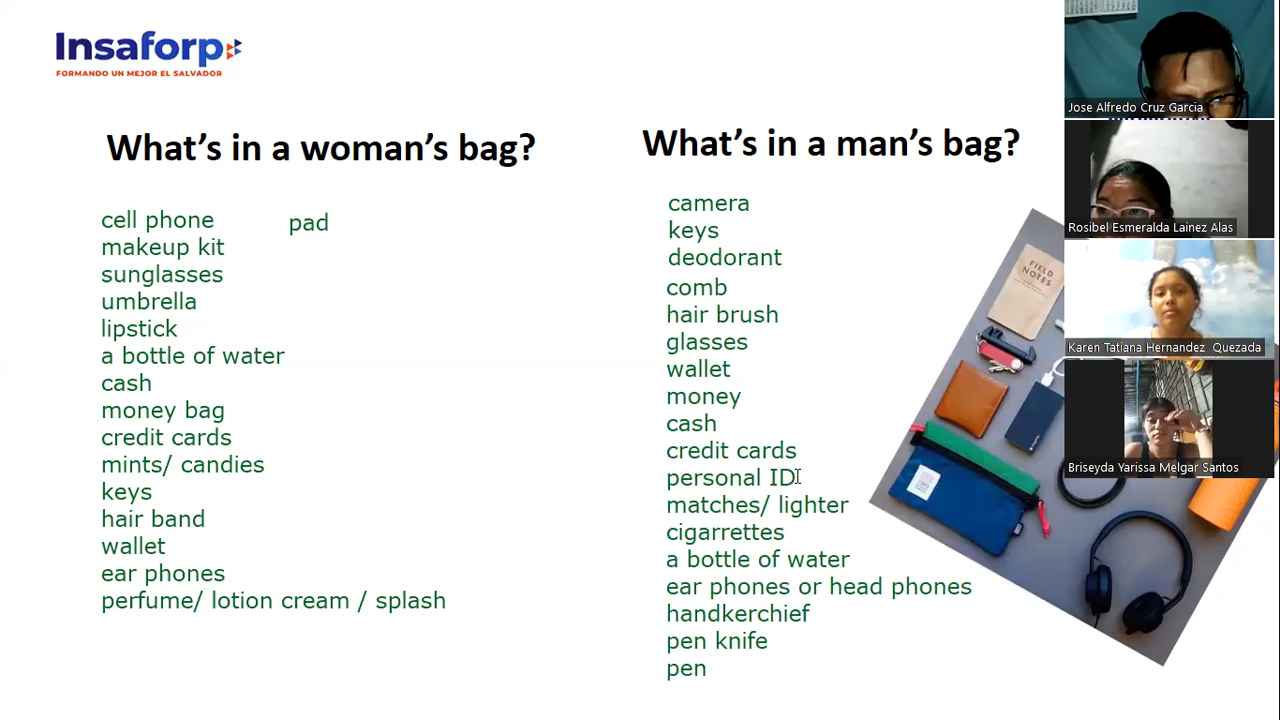 Insaforp
FORMANDO UN MEJOR EL SALVADOR
What's in a woman's bag?
cell phone
pad
makeup kit
sunglasses
umbrella
lipstick
a bottle of water
cash
money bag
credit cards
mints/ candies
keys
hair band
wallet
ear phones
perfume/ lotion cream / splash
What's in a man's bag?
camera
keys
deodorant
comb
hair brush
glasses
wallet
money
cash
credit cards
personal ID
matches/ lighter
cigarrettes
a bottle of water
ear phones or head phones
handkerchief
pen knife
pen
FIELD
NOTES
Jose Alfredo Cruz Garcia
Rosibel Esmeralda Lainez Alas
Karen Tatiana Hernandez Quezada
Briseyda Yarissa Melgar Santos